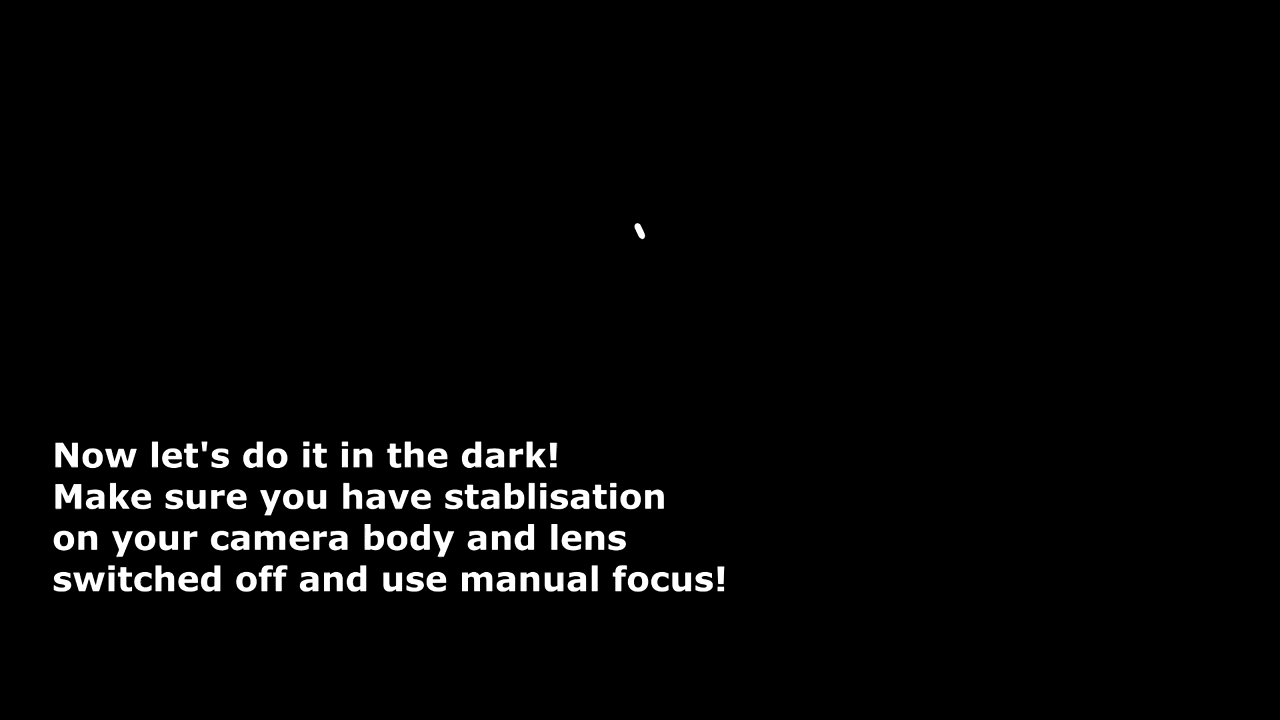 Now let's do it in the dark!
Make sure you have stablisation
on your camera body and lens
switched off and use manual focus!